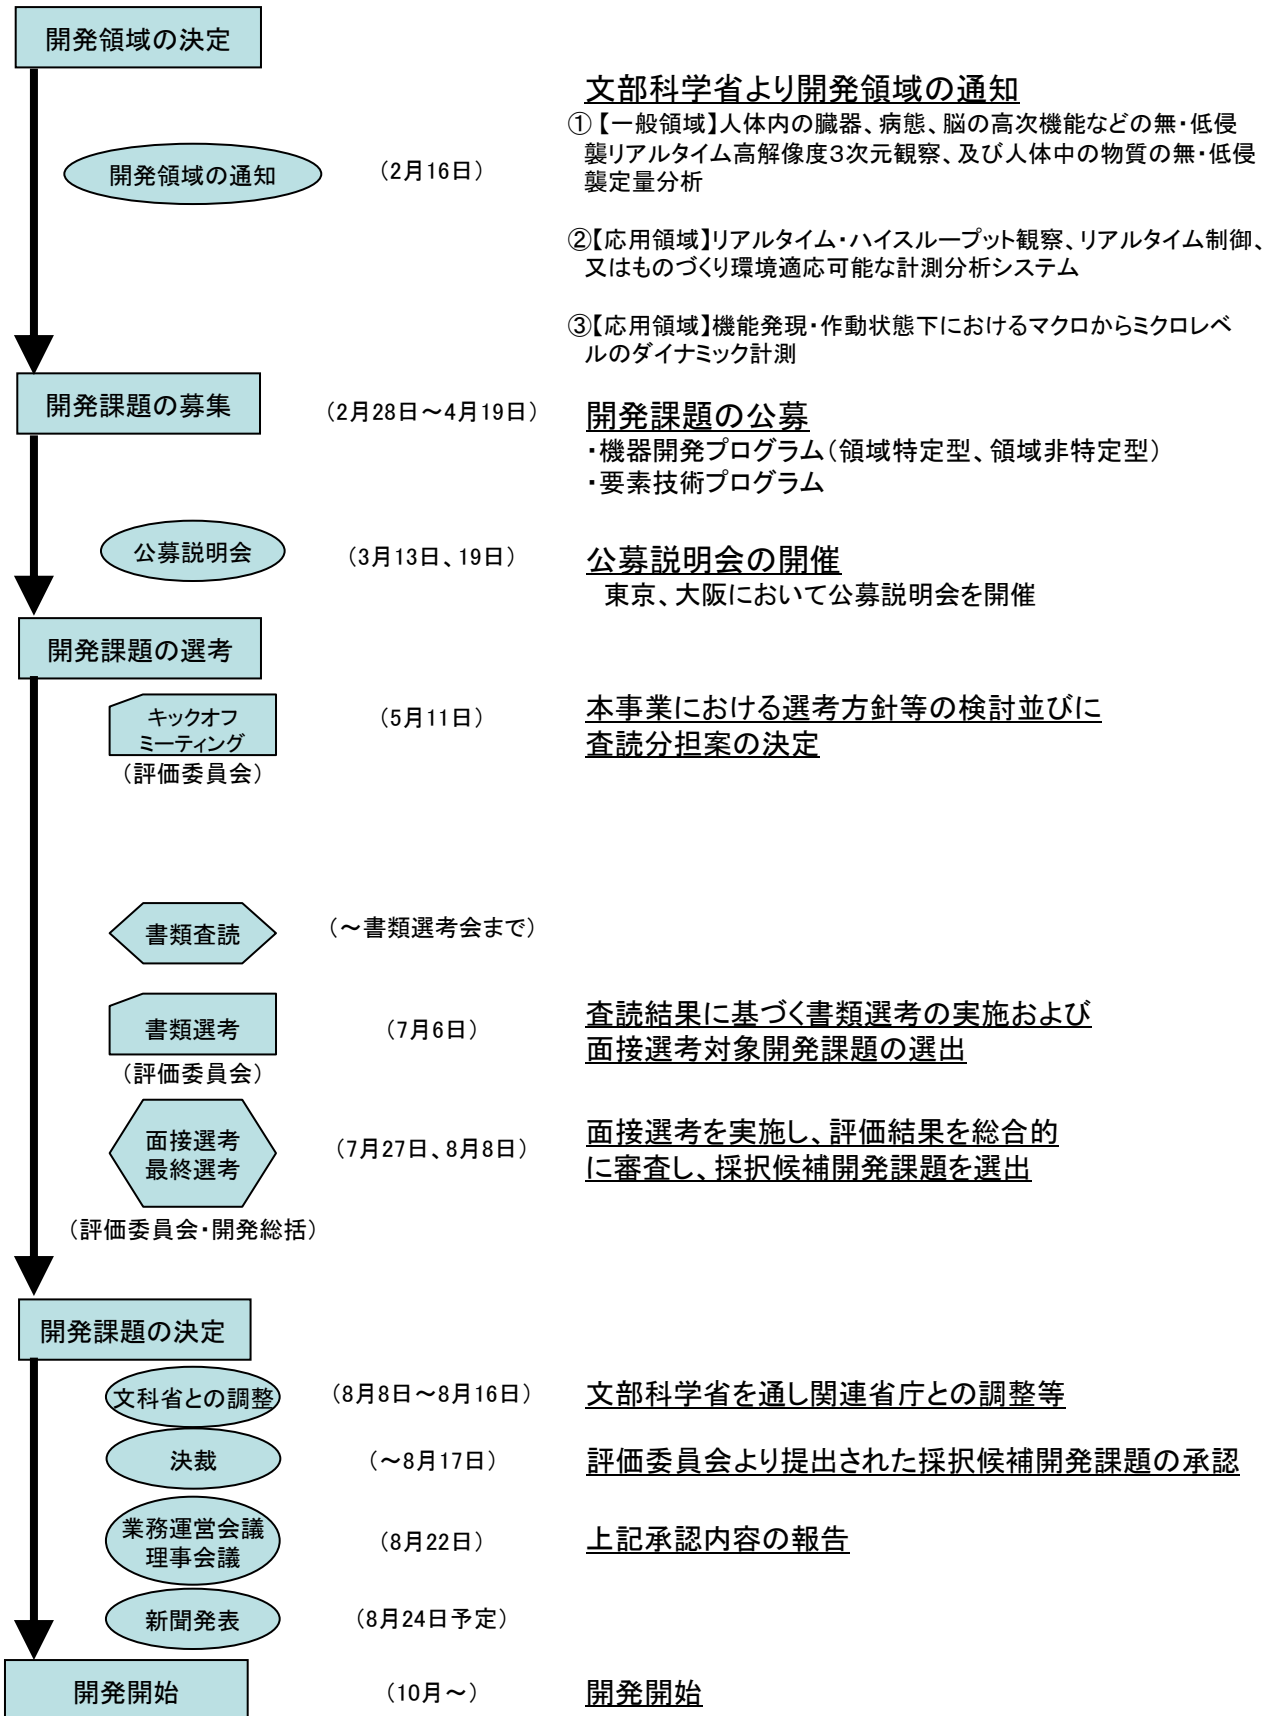 開発領域の決定
文部科学省より開発領域の通知
開発領域の通知
（2月16日）
①【一般領域】人体内の臓器、病態、脳の高次機能などの無・低侵
襲リアルタイム高解像度3次元観察、及び人体中の物質の無・低侵
襲定量分析
②【応用領域】リアルタイム・ハイスループット観察、リアルタイム制御、
又はものづくり環境適応可能な計測分析システム
③【応用領域】機能発現・作動状態下におけるマクロからミクロレベ
ルのダイナミック計測
開発課題の募集
（2月28日～4月19日）
開発課題の公募
・機器開発プログラム（領域特定型、領域非特定型）
・要素技術プログラム
公募説明会
（3月13日、19日）
公募説明会の開催
東京、大阪において公募説明会を開催
開発課題の選考
キックオフ
ミーティング
（評価委員会）
（5月11日）
本事業における選考方針等の検討並びに
査読分担案の決定
書類査読
（～書類選考会まで）
書類選考
（評価委員会）
（7月6日）
査読結果に基づく書類選考の実施および
面接選考対象開発課題の選出
面接選考
最終選考
（評価委員会・開発総括）
（7月27日、8月8日）
面接選考を実施し、評価結果を総合的
に審査し、採択候補開発課題を選出
開発課題の決定
文科省との調整
（8月8日～8月16日）
文部科学省を通し関連省庁との調整等
決裁
（～8月17日）
評価委員会より提出された採択候補開発課題の承認
業務運営会議
理事会議
（8月22日）
上記承認内容の報告
新聞発表
（8月24日予定）
開発開始
（10月～）
開発開始